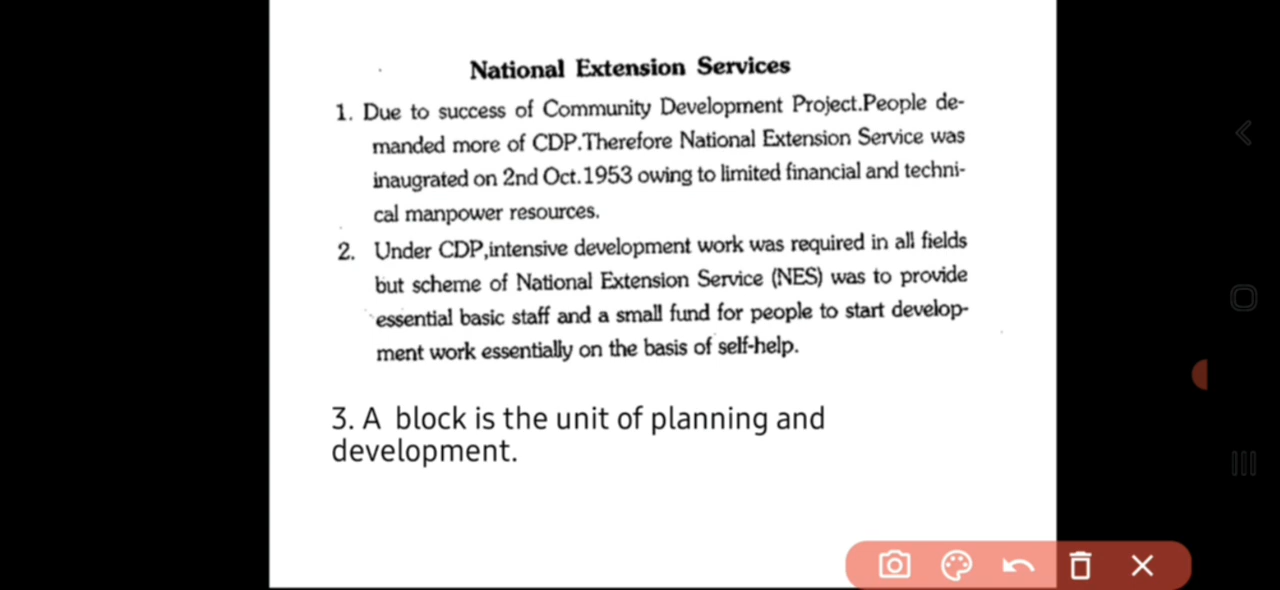 National Extension Services
1. Due to success of Community Development Project.People de-
manded more of CDP.Therefore National Extension Service was
inaugrated on 2nd Oct.1953 owing to limited financial and techni-
cal manpower resources.
2. Under CDP,intensive development work was required in all fields
but scheme of National Extension Service (NES) was to provide
essential basic staff and a small fund for people to start develop-
ment work essentially on the basis of self-help.
3. A block is the unit of planning and
development.